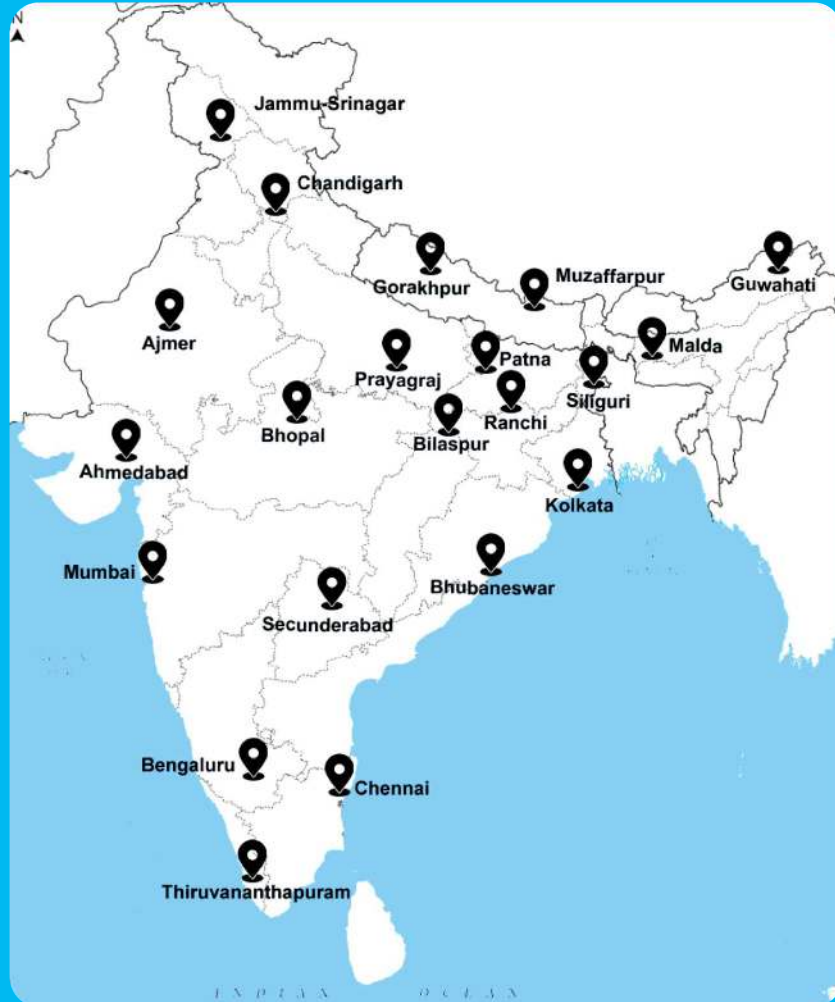 N
Jammu-Srinagar
Chandigarh
Gorakhpur
Muzaffarpur
Guwahati
Ajmer
Prayagraj
Patna
Malda
Siliguri
Ranchi
Bhopal
Bilaspur
Ahmedabad
Kolkata
Mumbai
Bhubaneswar
Secunderabad
Bengaluru
Chennai
Thiruvananthapuram
INDIAN OCEAN